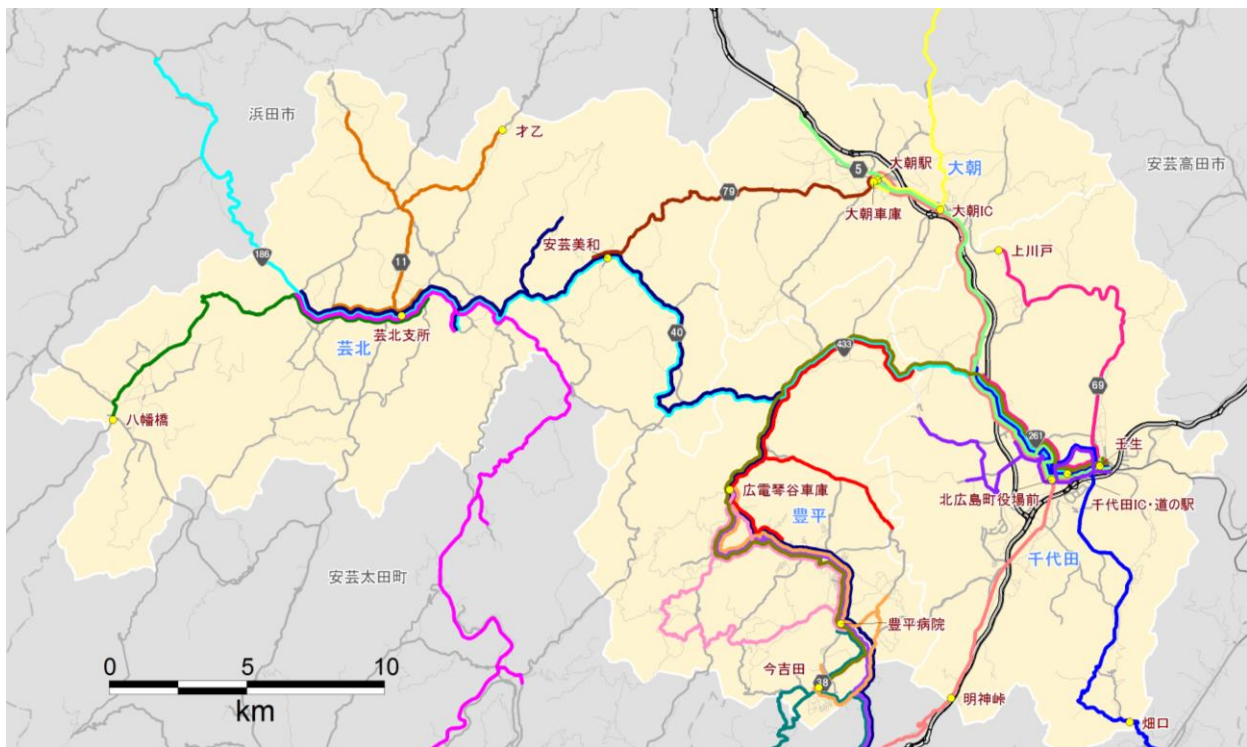 浜田市
才乙
大朝駅
大朝
安芸高田市
5
79
大朝車庫
大朝IC
186
11
安芸美和
上川戸
芸北支所
芸北
40
433
69
八幡橋
261
壬生
広電琴谷車庫
豊平
北広島町役場前
千代田IC・道の駅
千代田
安芸太田町
豊平病院
今吉田
38
明神峠
畑口
0 5 10
km